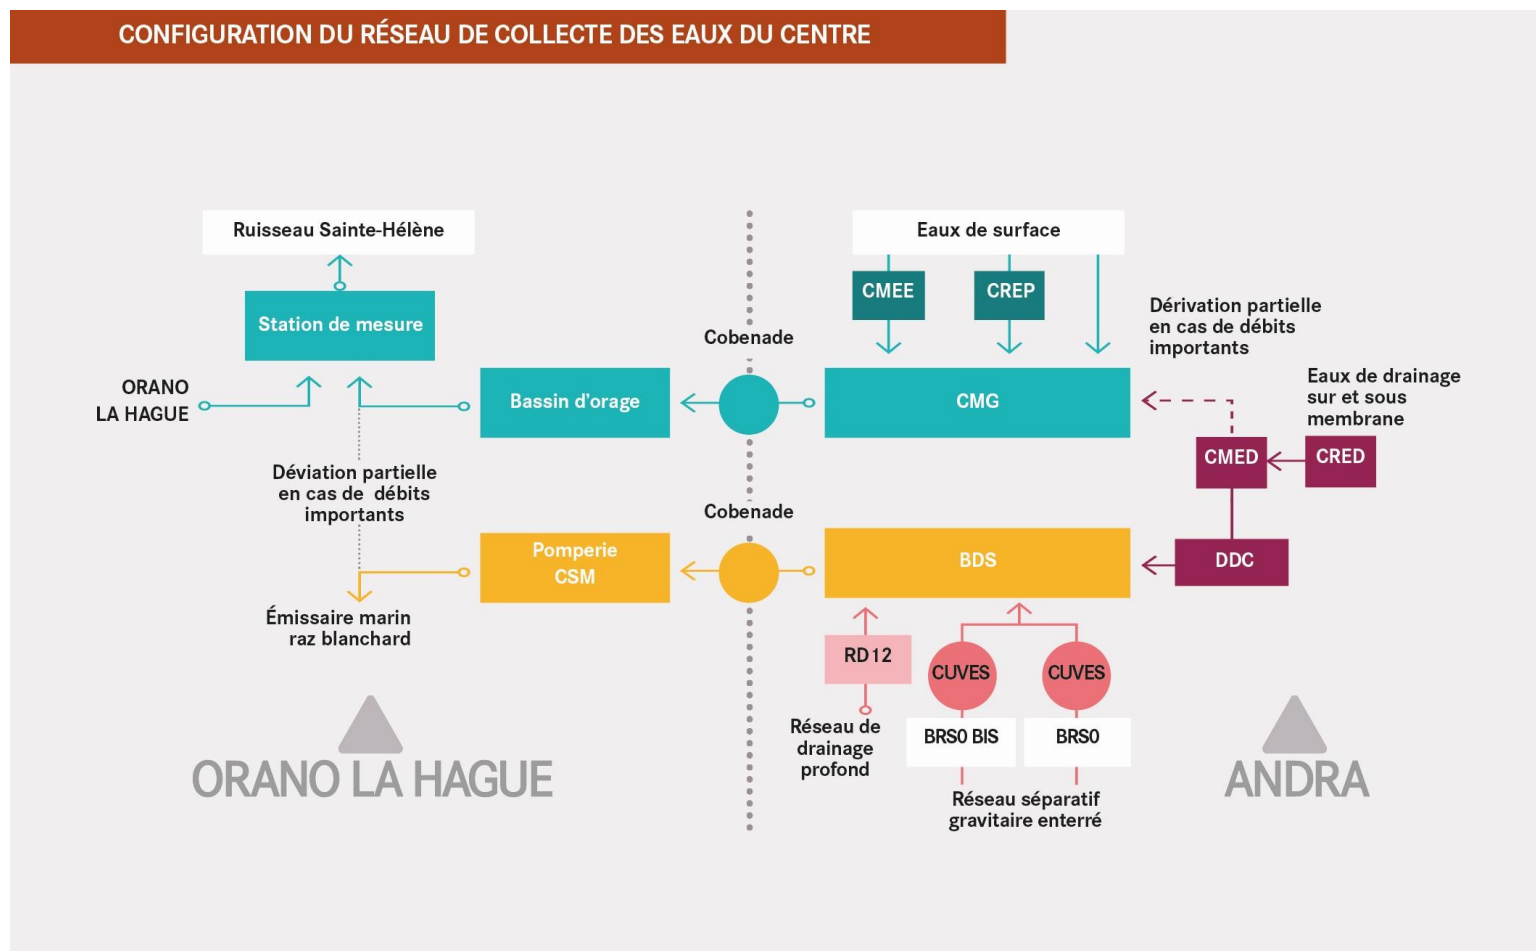 CONFIGURATION DU RÉSEAU DE COLLECTE DES EAUX DU CENTRE
Ruisseau Sainte-Hélène
Station de mesure
ORANO
LA HAGUE
Bassin d'orage
Déviation partielle
en cas de débits
importants
Pomperie
CSM
Émissaire marin
raz blanchard
Cobenade
Cobenade
Eaux de surface
CMEE
CREP
CMG
Dérivation partielle
en cas de débits
importants
Eaux de drainage
sur et sous
membrane
CMED
CRED
DDC
BDS
RD12
CUVES
CUVES
BRS0 BIS
BRS0
Réseau de
drainage
profond
Réseau séparatif
gravitaire enterré
ORANO LA HAGUE
ANDRA